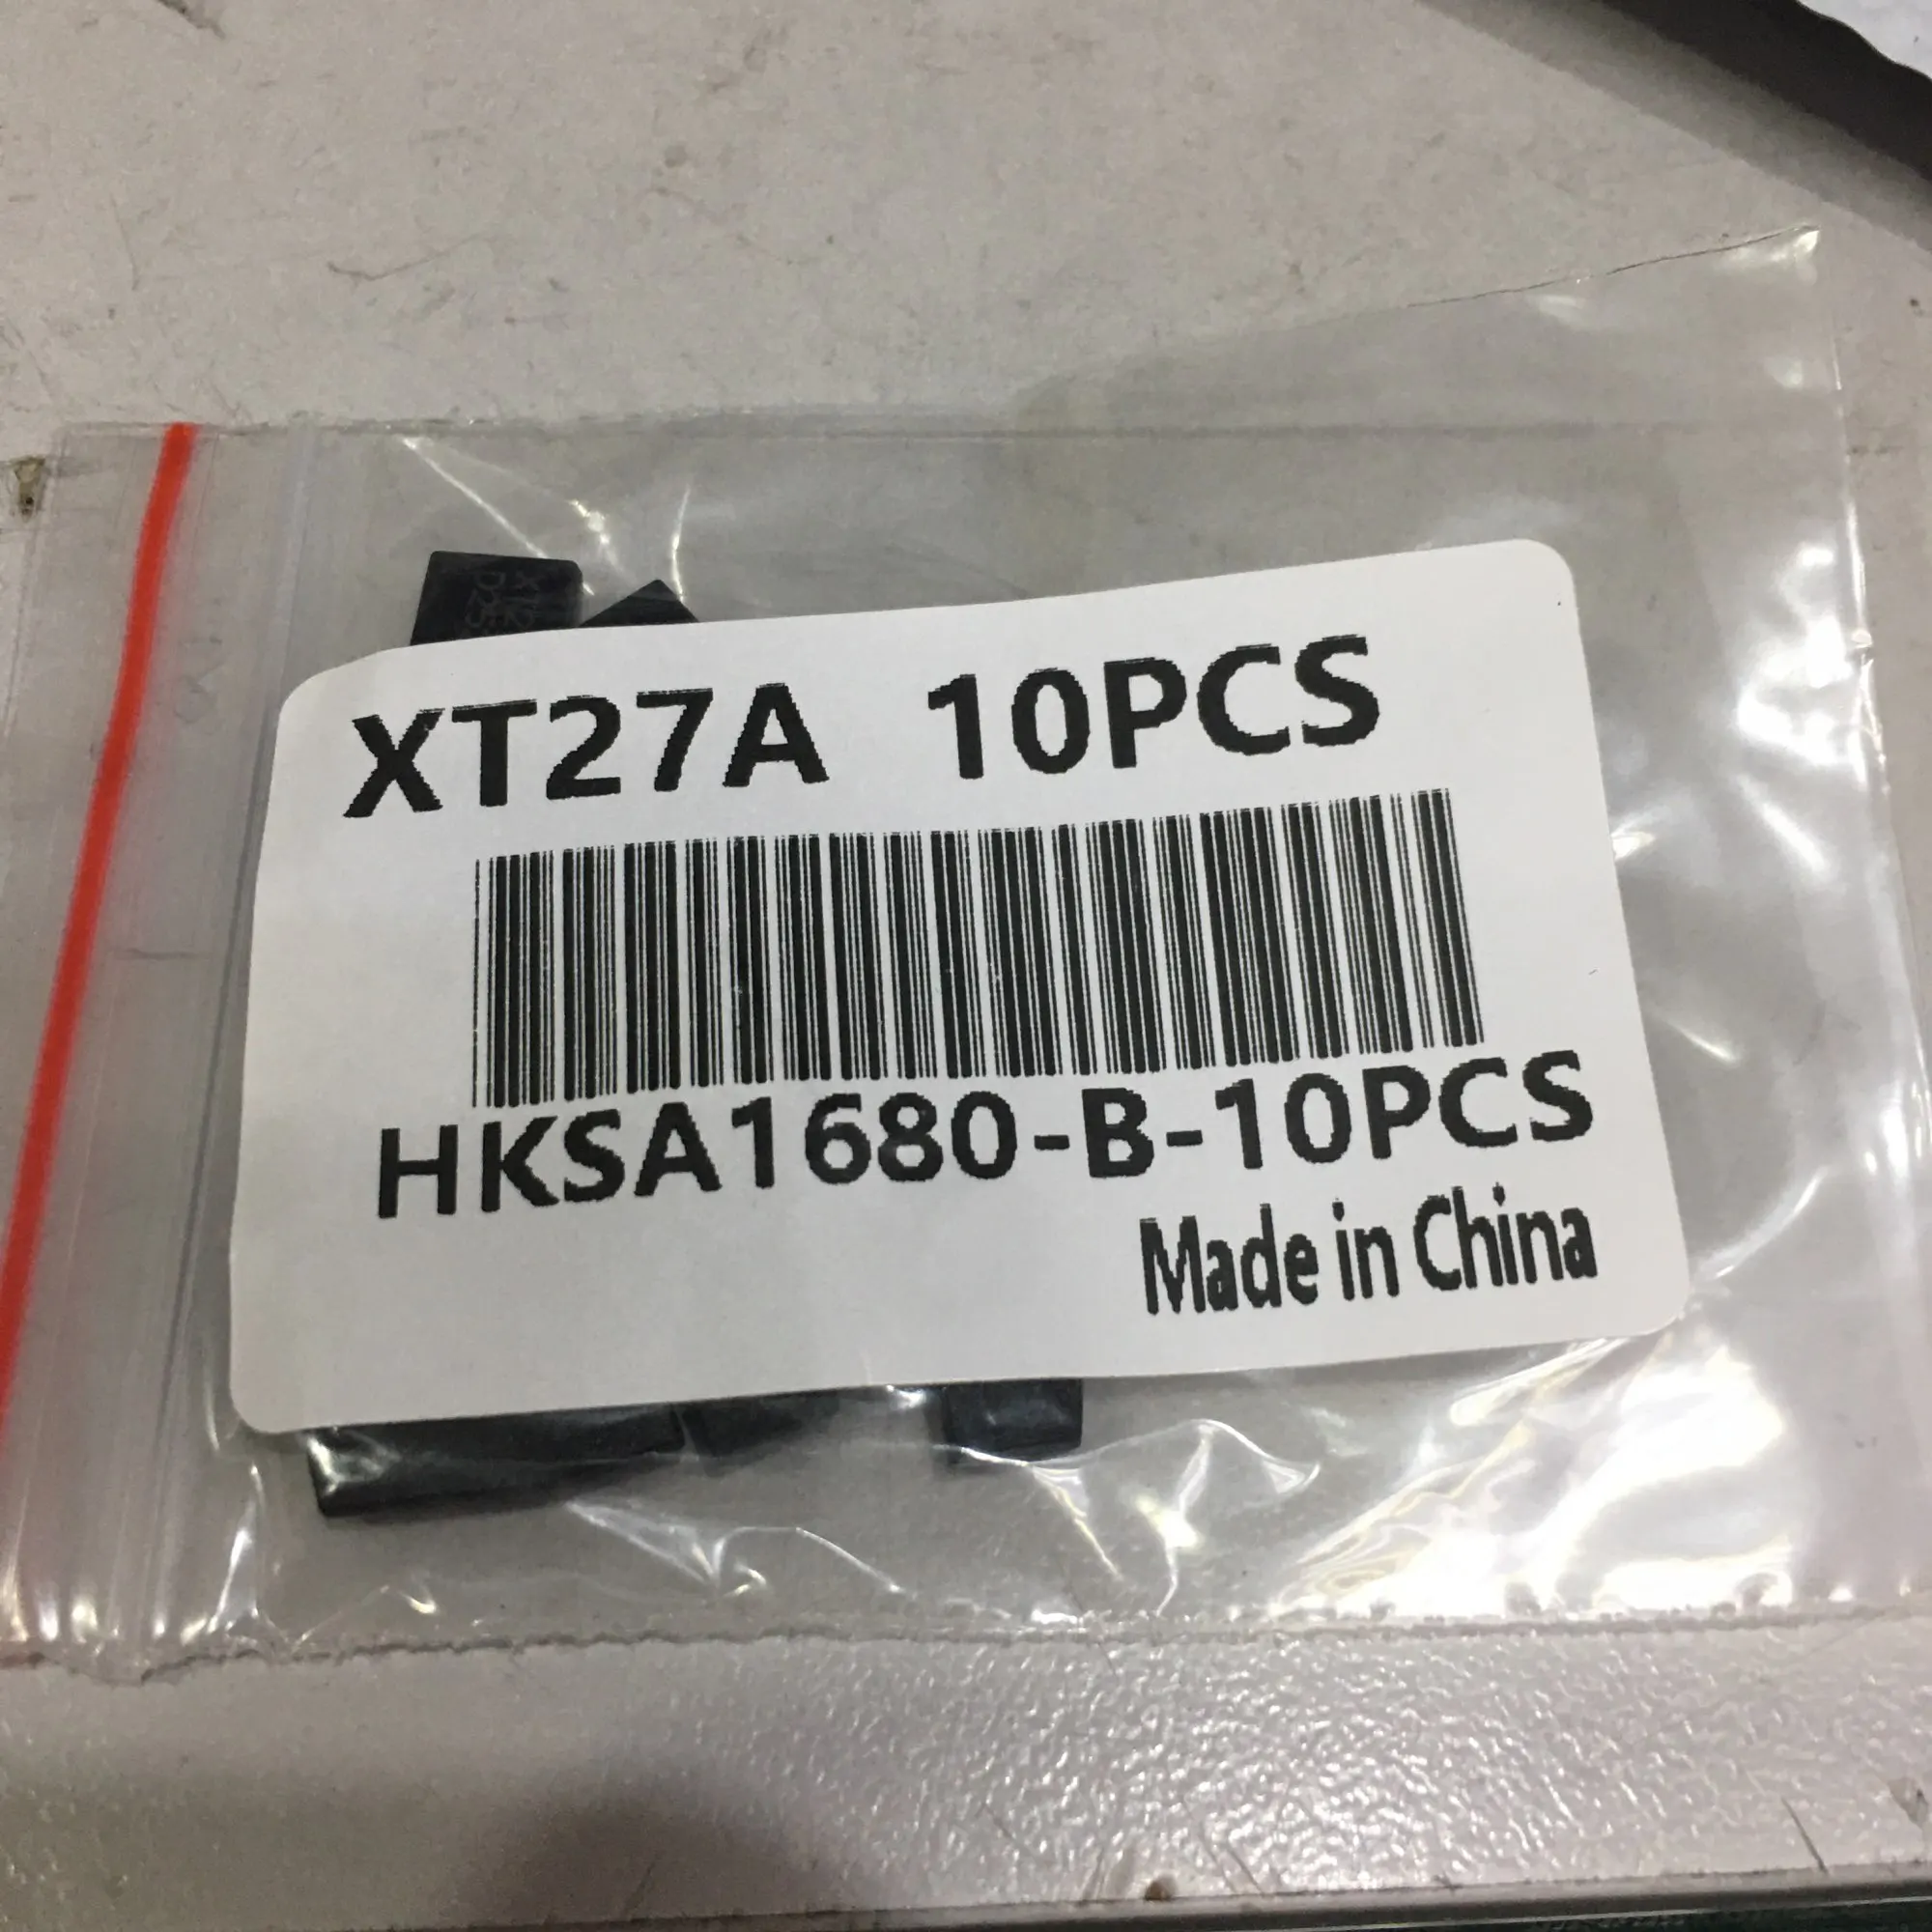 XT27A 10PCS
HKSA1680-B-10PCS
Made in China